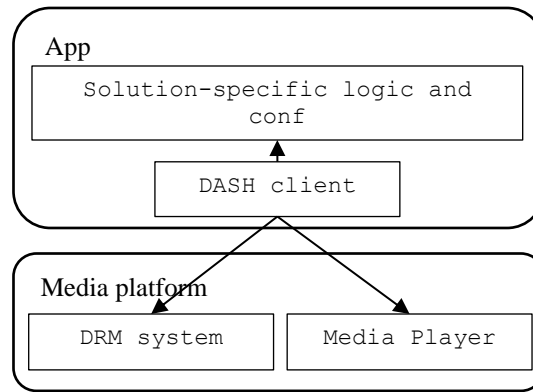 App
Solution-specific logic and
conf
DASH client
Media platform
DRM system
Media Player